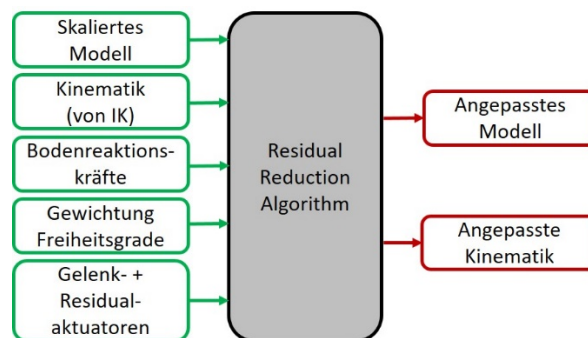 Skaliertes
Modell
Kinematik
(von IK)
Bodenreaktions-
kräfte
Gewichtung
Freiheitsgrade
Gelenk- +
Residual-
aktuatoren
Residual
Reduction
Algorithm
Angepasstes
Modell
Angepasste
Kinematik